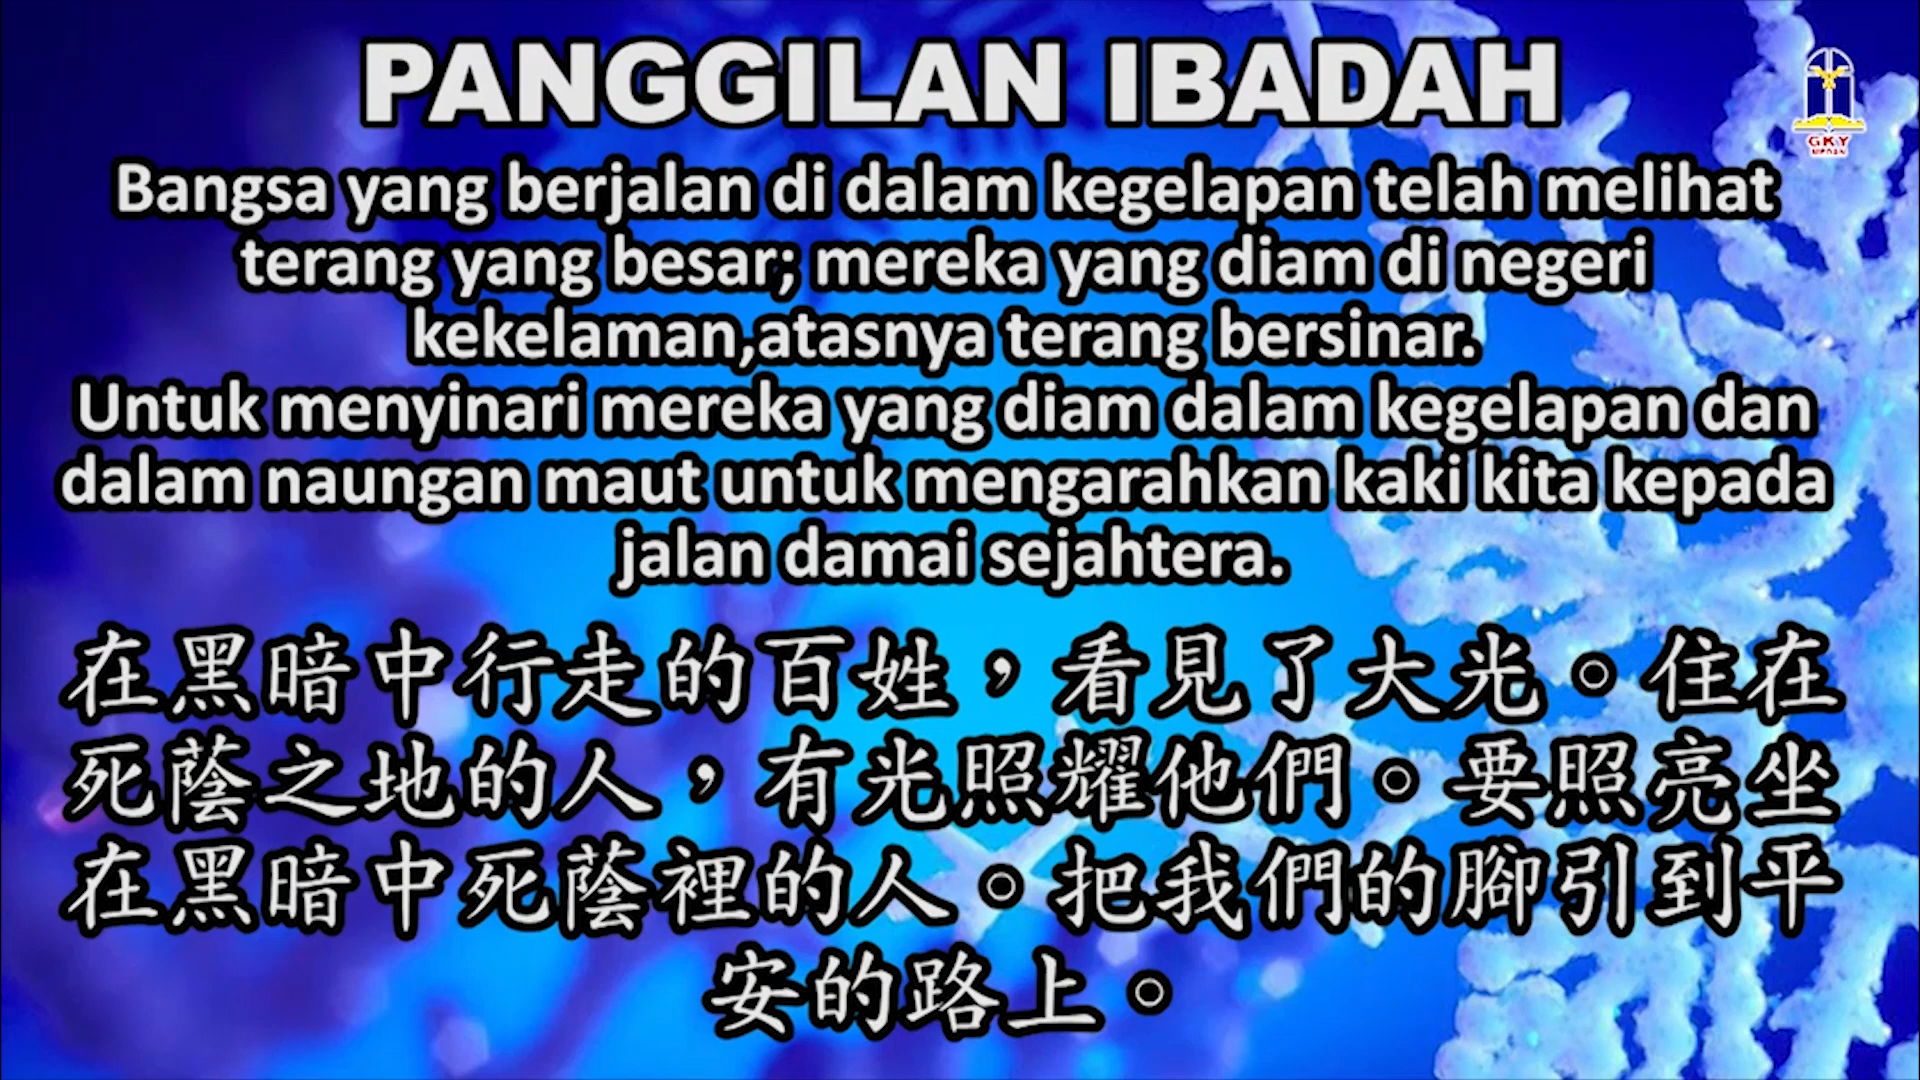 PANGGILAN IBADAH
GKY
MEDAN
Bangsa yang berjalan di dalam kegelapan telah melihat
terang yang besar; mereka yang diam di negeri
kekelaman,atasnya terang bersinar.
Untuk menyinari mereka yang diam dalam kegelapan dan
dalam naungan maut untuk mengarahkan kaki kita kepada
jalan damai sejahtera.
在黑暗中行走的百姓，看見了大光。住在
死蔭之地的人，有光照耀他們。要照亮坐
在黑暗中死蔭裡的人。把我們的腳引到平
安的路上。